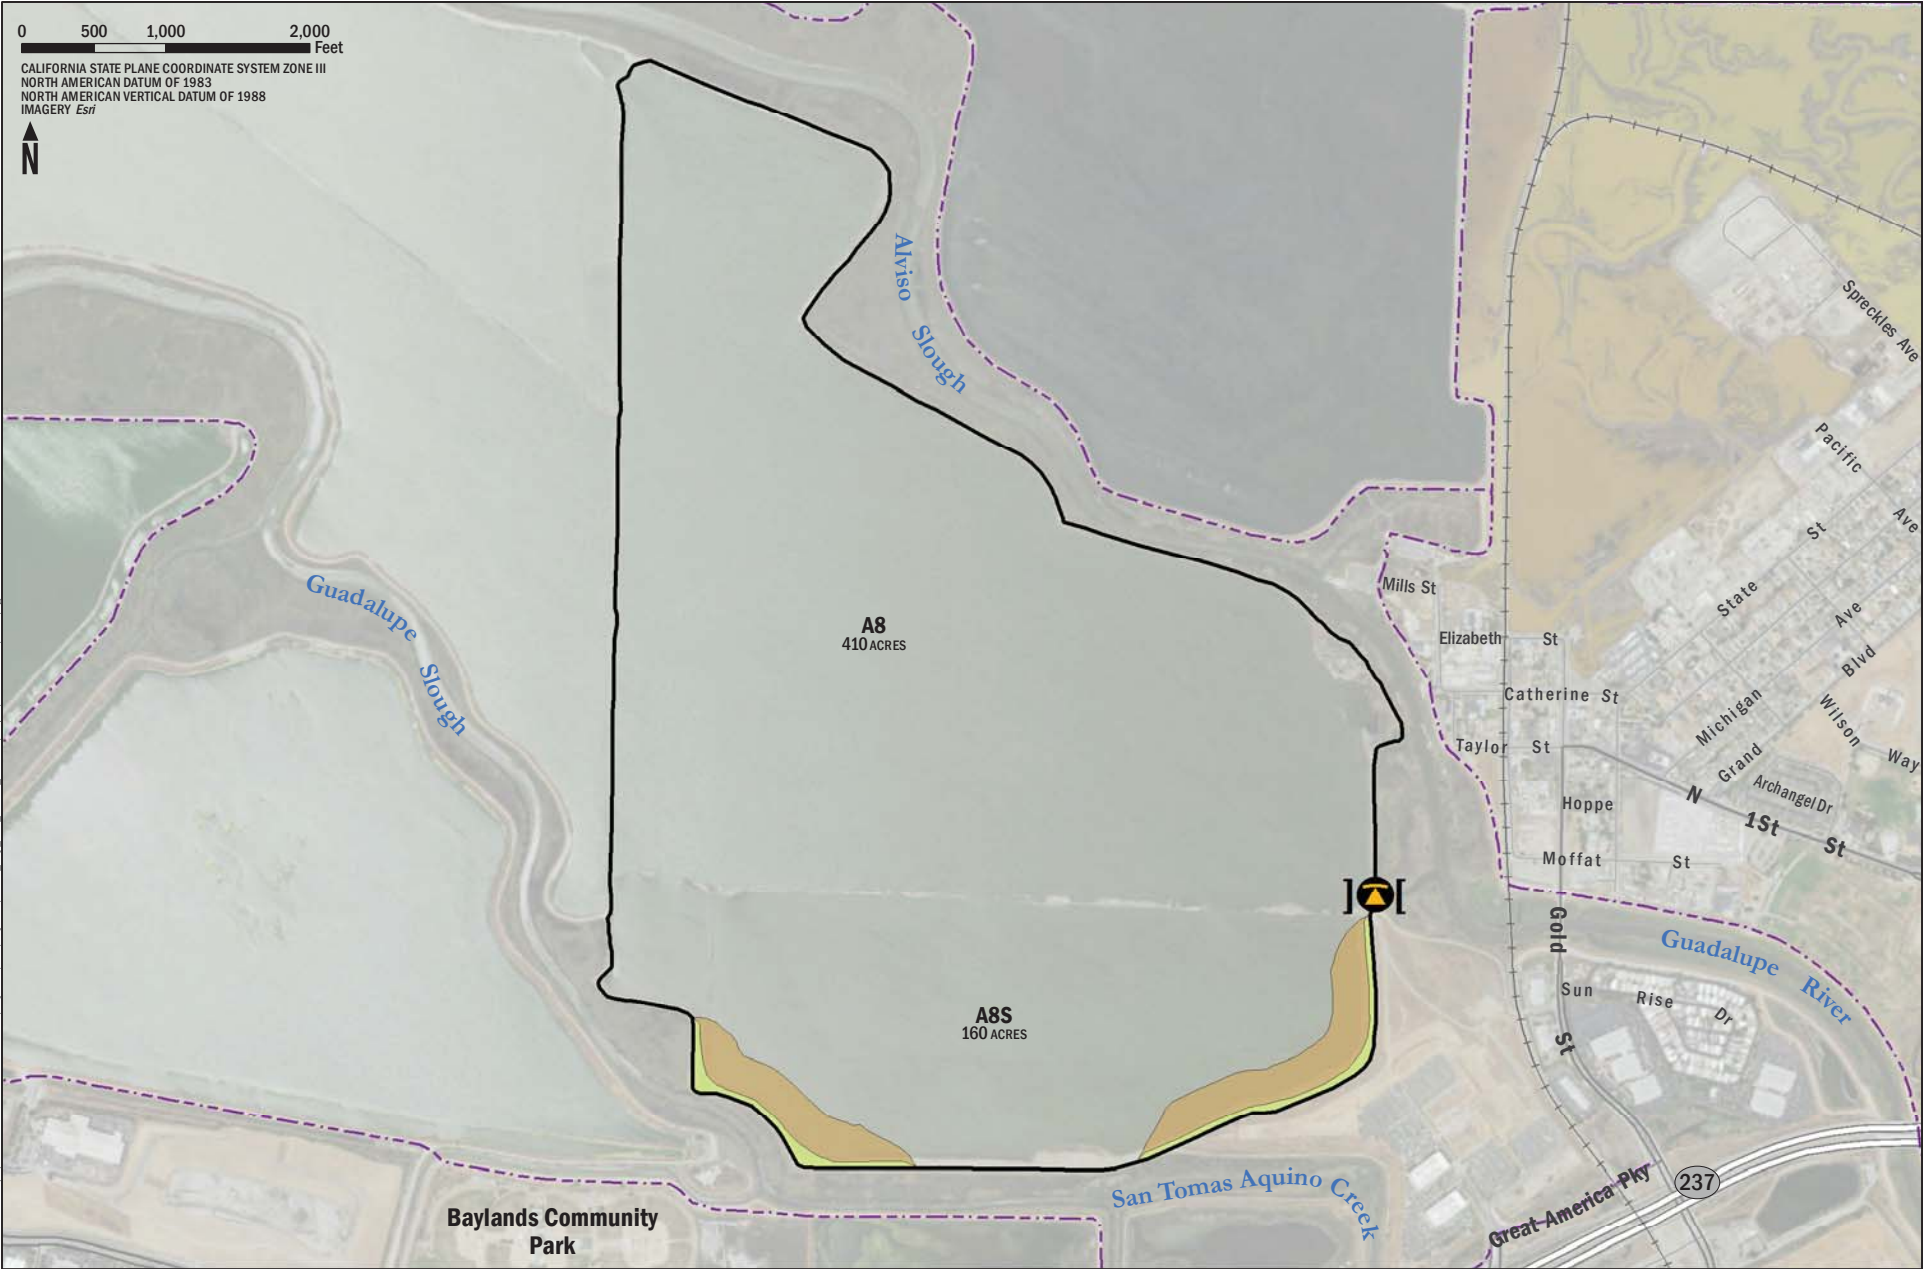 0 500 1,000 2,000
Feet
CALIFORNIA STATE PLANE COORDINATE SYSTEM ZONE III
NORTH AMERICAN DATUM OF 1983
NORTH AMERICAN VERTICAL DATUM OF 1988
IMAGERY Esri
N
Alviso
Slough
Spreckles Ave
Pacific
Ave
St
State
Mills St
Guadalupe
Slough
A8
410 ACRES
Elizabeth St
Ave
Blvd
Catherine St
Michigan
Wilson
Way
Taylor St
Grand
Archangel Dr
N
1St
St
Hoppe
Moffat St
] [
Gold
St
Guadalupe
River
Sun Rise Dr
A8S
160 ACRES
San Tomas Aquino Creek
Great America Pky
237
Baylands Community
Park